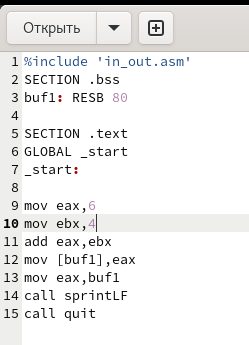 Открыть
1 %include 'in_out.asm'
2 SECTION .bss
3 buf1: RESB 80
4
5 SECTION .text
6 GLOBAL _start
7 _start:
8
9 mov eax,6
10 mov ebx,4
11 add eax,ebx
12 mov [buf1],eax
13 mov eax,buf1
14 call sprintLF
15 call quit